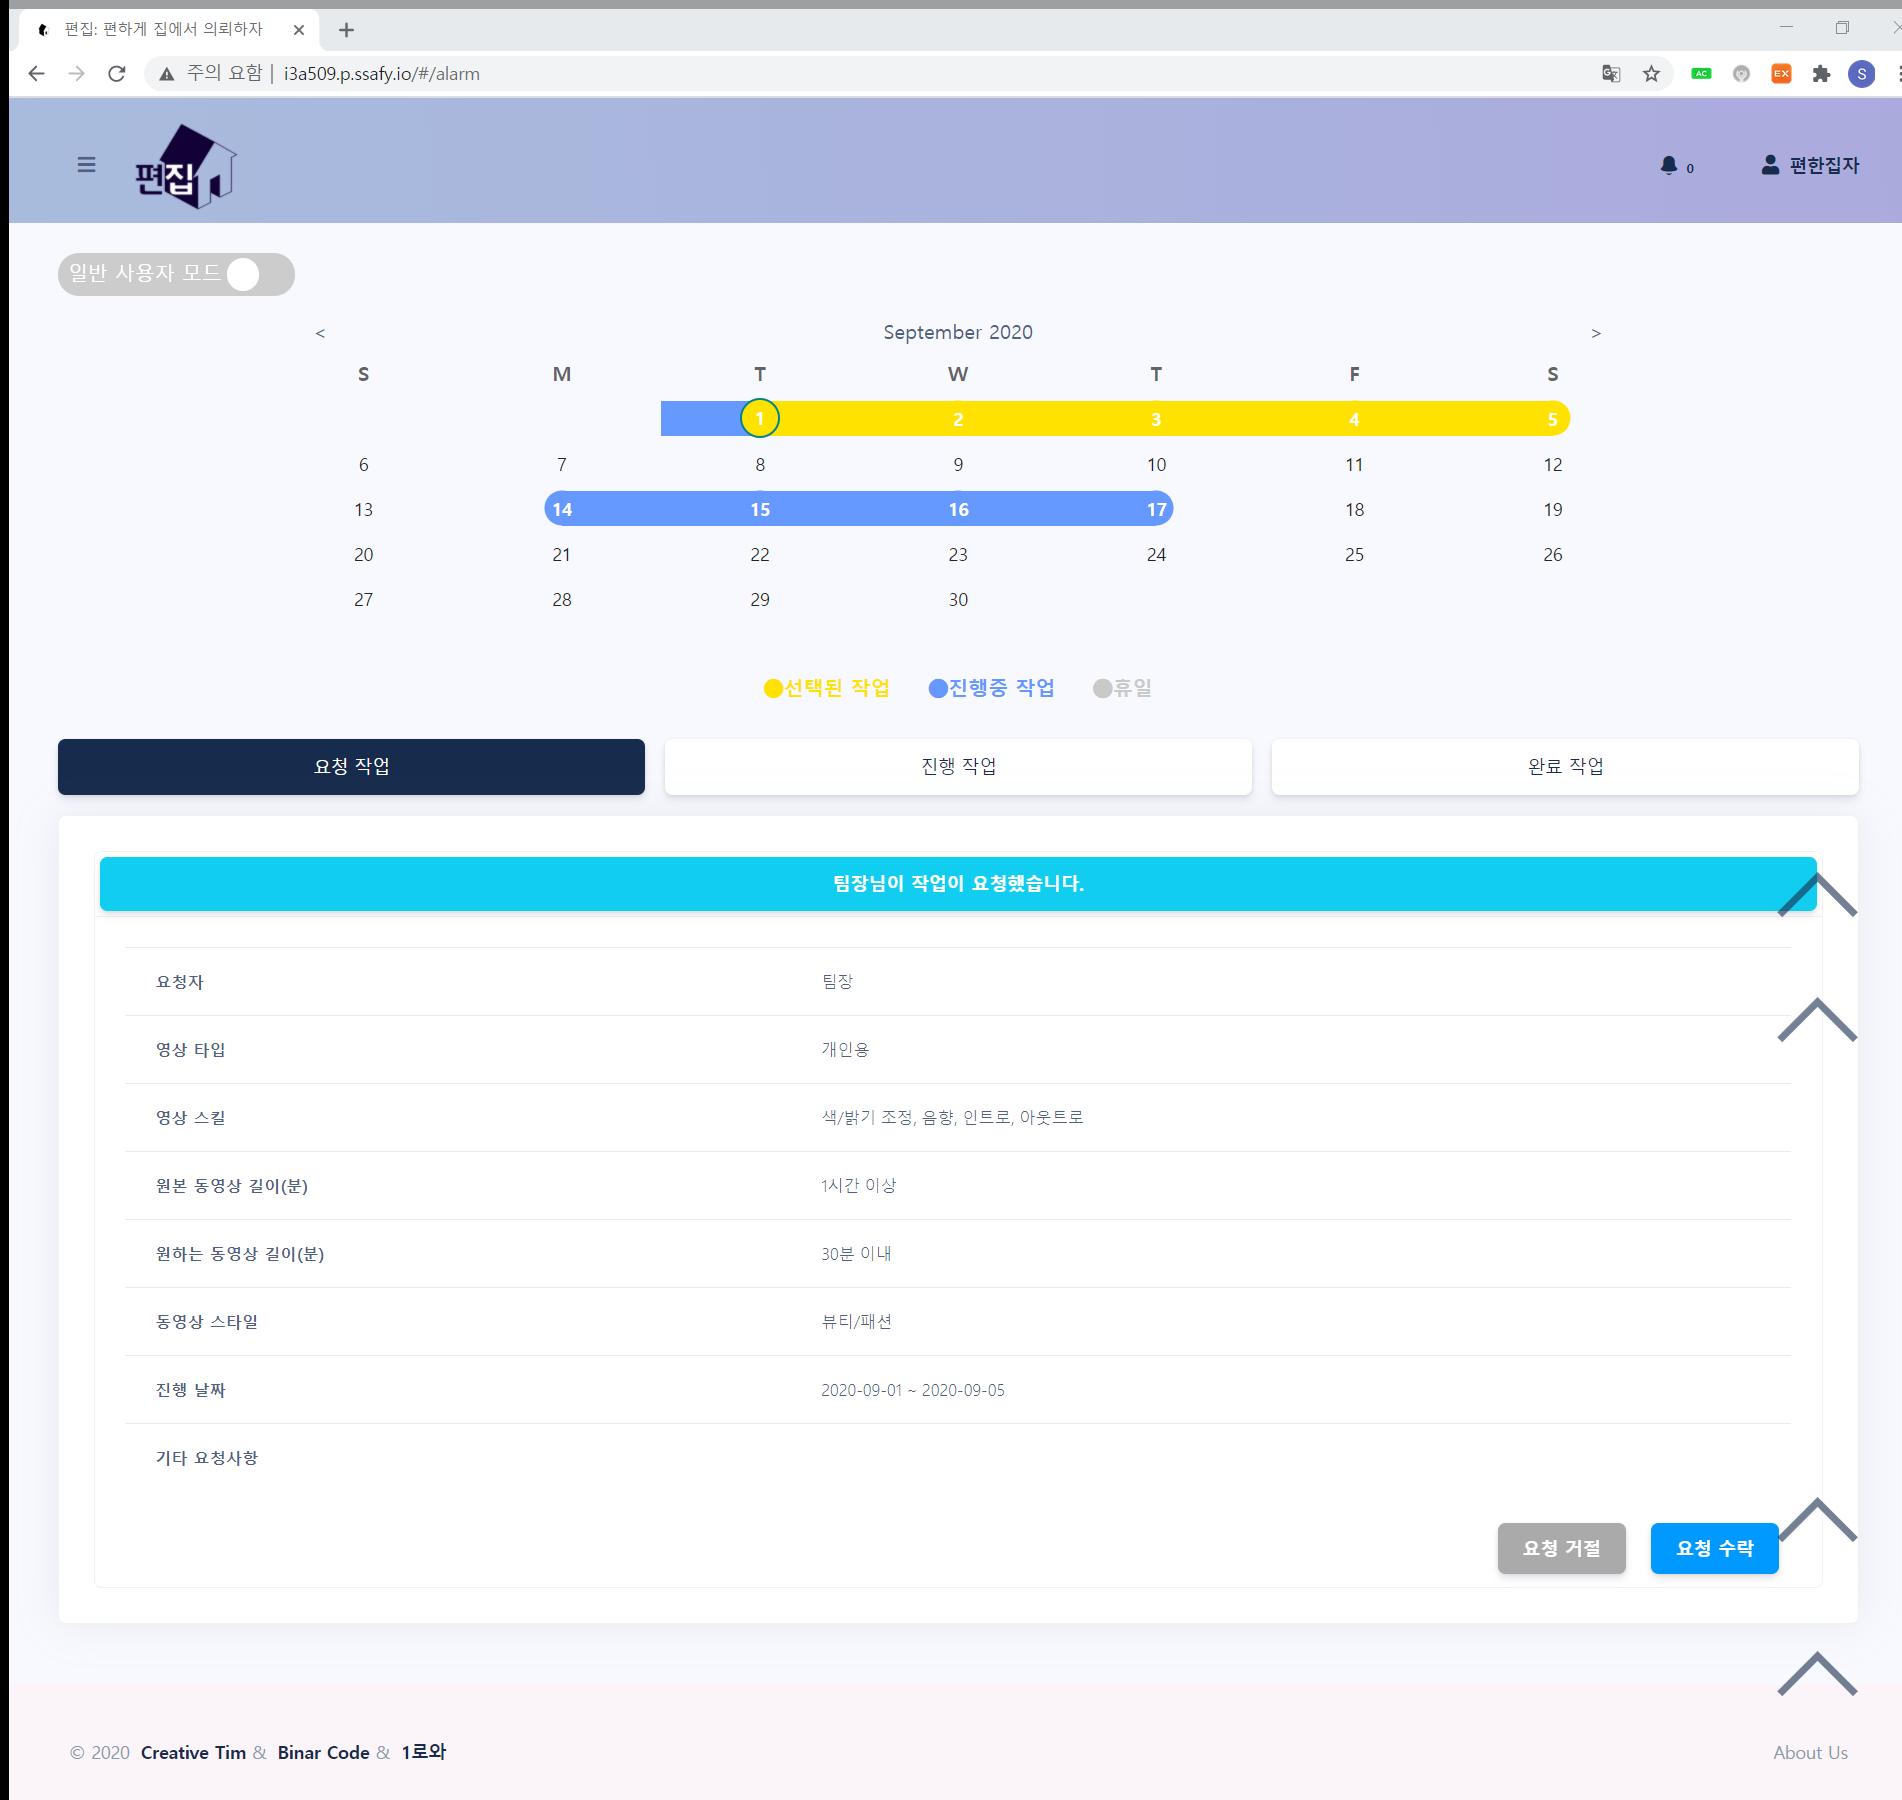 편집: 편하게 집에서 의뢰하자
주의 요함 | i3a509.p.ssafy.io/#/alarm
AC
EX
S
편집
0
편한집자
일반 사용자 모드
< September 2020 >
S M T W T F S
1 2 3 4 5
6 7 8 9 10 11 12
13 14 15 16 17 18 19
20 21 22 23 24 25 26
27 28 29 30
선택된 작업 진행중 작업 휴일
요청 작업 진행 작업 완료 작업
팀장님이 작업이 요청했습니다.
요청자 팀장
영상 타입 개인용
영상 스킬 색/밝기 조정, 음향, 인트로, 아웃트로
원본 동영상 길이(분) 1시간 이상
원하는 동영상 길이(분) 30분 이내
동영상 스타일 뷰티/패션
진행 날짜 2020-09-01 ~ 2020-09-05
기타 요청사항
요청 거절 요청 수락
© 2020 Creative Tim & Binar Code & 1로와
About Us